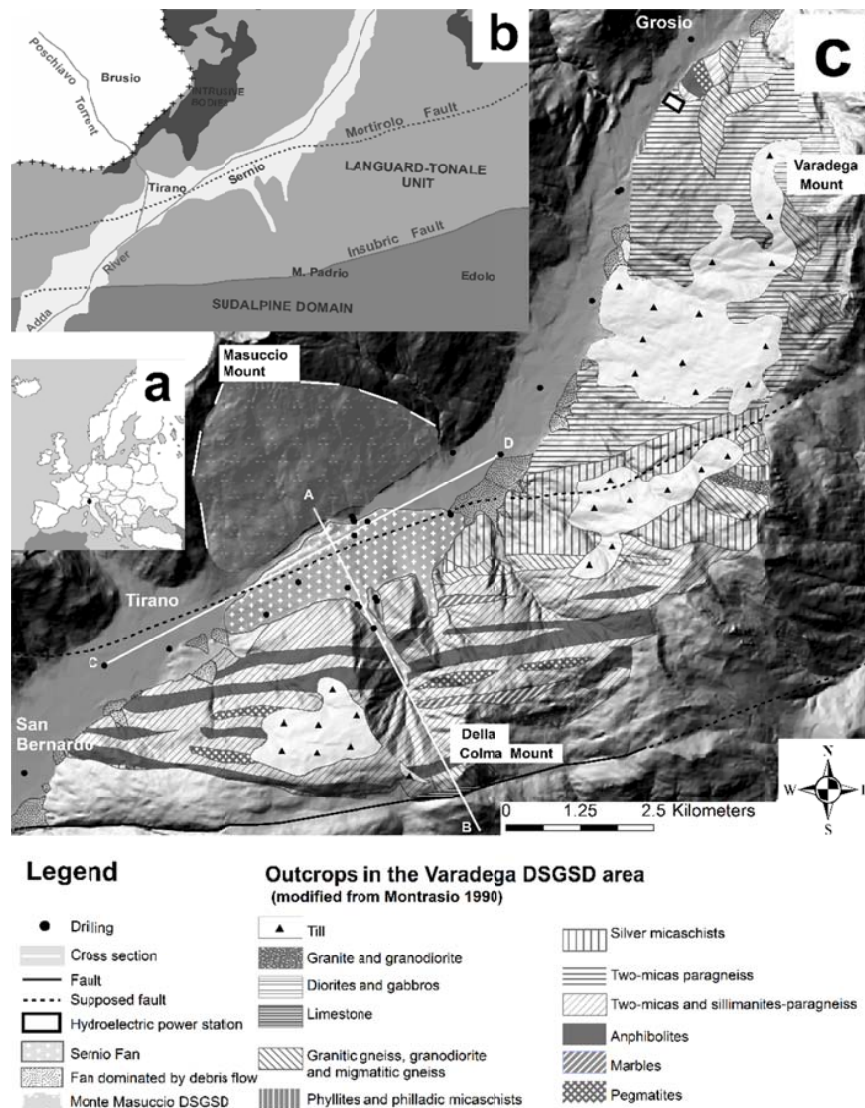 b
Poschiavo
Torrent
Brusio
INTRUSIVE
BODIES
Mortirolo Fault
LANGUARD-TONALE
UNIT
Tirano
Sernio
River
Adda
Insubric Fault
M. Padrio
Edolo
SUDALPINE DOMAIN
a
Grosio
c
Varadega
Mount
Masuccio
Mount
D
A
Tirano
C
San
Bernardo
Della
Colma Mount
B
0 1.25 2.5 Kilometers
N
W E
S
Legend
Drilling
Cross section
Fault
Supposed fault
Hydroelectric power station
Sernio Fan
Fan dominated by debris flow
Monte Masuccio DSGSD
Outcrops in the Varadega DSGSD area
(modified from Montrasio 1990)
Till
Granite and granodiorite
Diorites and gabbros
Limestone
Granitic gneiss, granodiorite
and migmatitic gneiss
Phyllites and philladic micaschists
Silver micaschists
Two-micas paragneiss
Two-micas and sillimanites-paragneiss
Anphibolites
Marbles
Pegmatites